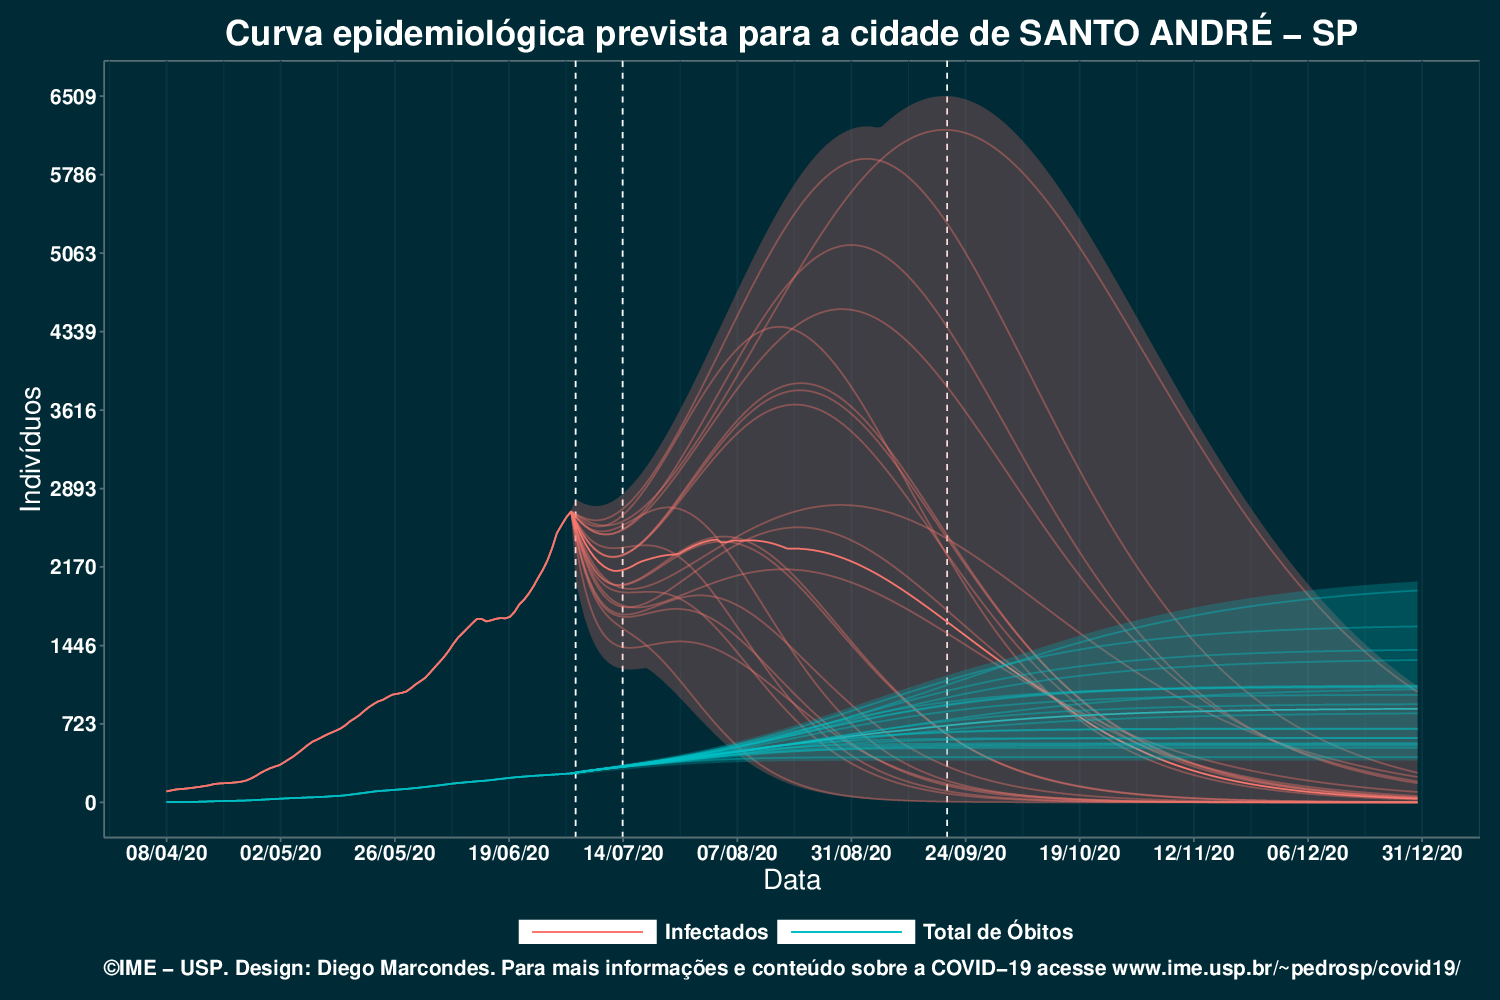 Curva epidemiológica prevista para a cidade de SANTO ANDRÉ – SP
6509
5786
5063
4339
3616
2893
2170
1446
723
0
Indivíduos
08/04/20 02/05/20 26/05/20 19/06/20 14/07/20 07/08/20 31/08/20 24/09/20 19/10/20 12/11/20 06/12/20 31/12/20
Data
Infectados Total de Óbitos
©IME – USP. Design: Diego Marcondes. Para mais informações e conteúdo sobre a COVID–19 acesse www.ime.usp.br/~pedrosp/covid19/